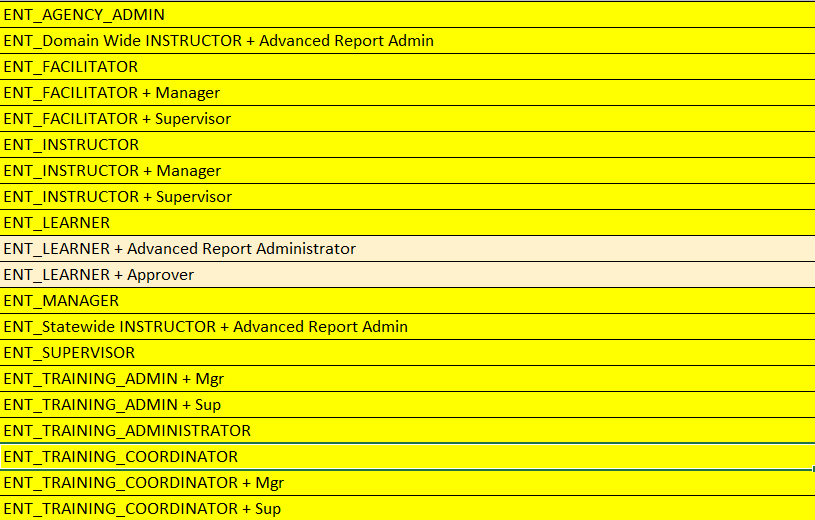 ENT_AGENCY_ADMIN
ENT_Domain Wide INSTRUCTOR + Advanced Report Admin
ENT_FACILITATOR
ENT_FACILITATOR + Manager
ENT_FACILITATOR + Supervisor
ENT_INSTRUCTOR
ENT_INSTRUCTOR + Manager
ENT_INSTRUCTOR + Supervisor
ENT_LEARNER
ENT_LEARNER + Advanced Report Administrator
ENT_LEARNER + Approver
ENT_MANAGER
ENT_Statewide INSTRUCTOR + Advanced Report Admin
ENT_SUPERVISOR
ENT_TRAINING_ADMIN + Mgr
ENT_TRAINING_ADMIN + Sup
ENT_TRAINING_ADMINISTRATOR
ENT_TRAINING_COORDINATOR
ENT_TRAINING_COORDINATOR + Mgr
ENT_TRAINING_COORDINATOR + Sup